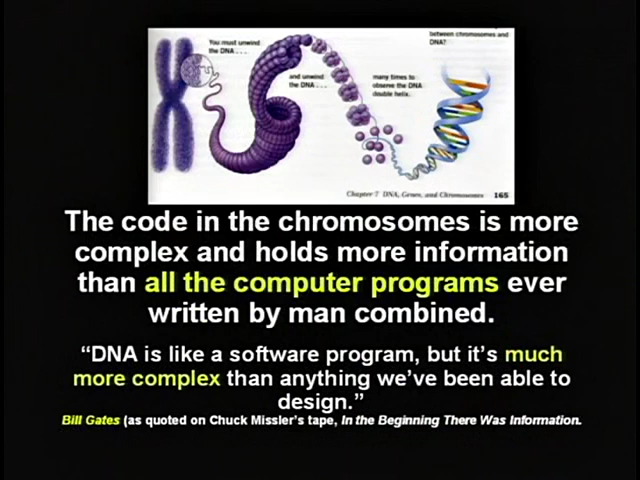 You must unwind
the DNA . . . .
and unwind
the DNA . . .
many times to
observe the DNA
double helix.
between chromosomes and
DNA?
Chapter 7 DNA, Genes, and Chromosomes 165
The code in the chromosomes is more
complex and holds more information
than all the computer programs ever
written by man combined.
“DNA is like a software program, but it’s much
more complex than anything we’ve been able to
design.”
Bill Gates (as quoted on Chuck Missler’s tape, In the Beginning There Was Information.